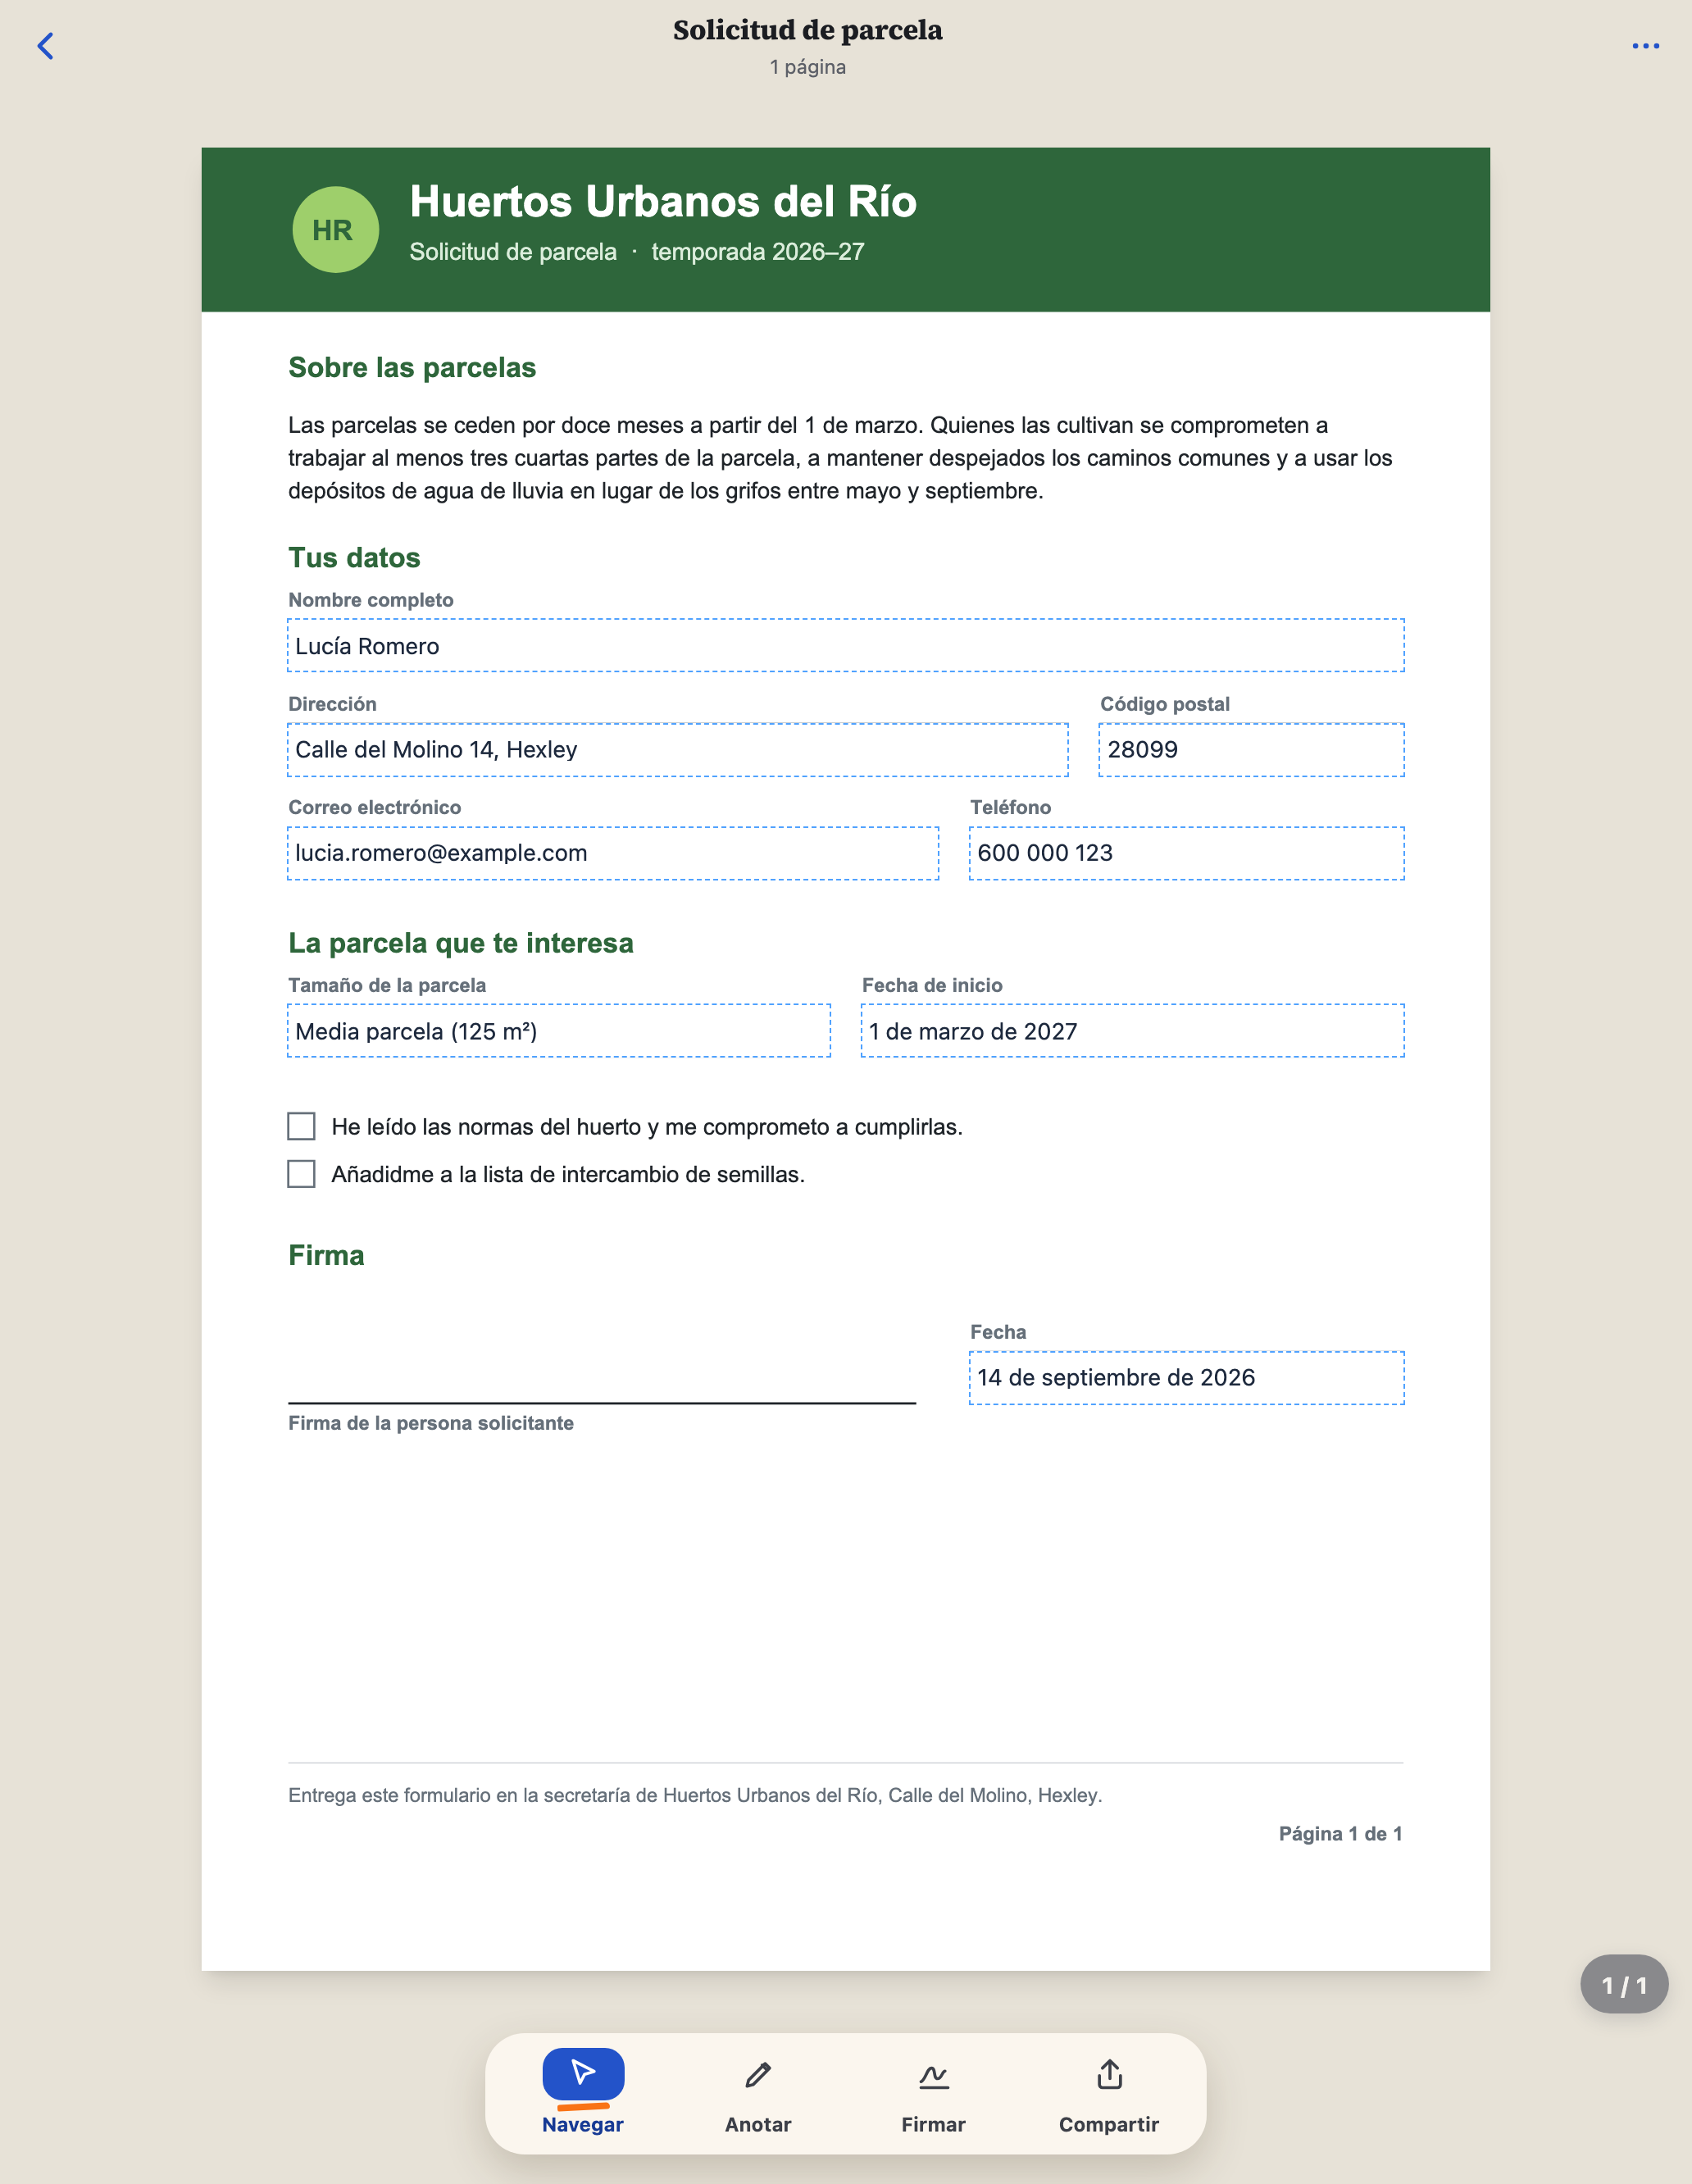 Solicitud de parcela
1 página
HR
Huertos Urbanos del Río
Solicitud de parcela · temporada 2026–27
Sobre las parcelas
Las parcelas se ceden por doce meses a partir del 1 de marzo. Quienes las cultivan se comprometen a
trabajar al menos tres cuartas partes de la parcela, a mantener despejados los caminos comunes y a usar los
depósitos de agua de lluvia en lugar de los grifos entre mayo y septiembre.
Tus datos
Nombre completo
Lucía Romero
Dirección
Código postal
Calle del Molino 14, Hexley
28099
Correo electrónico
Teléfono
lucia.romero@example.com
600 000 123
La parcela que te interesa
Tamaño de la parcela
Fecha de inicio
Media parcela (125 m²)
1 de marzo de 2027
He leído las normas del huerto y me comprometo a cumplirlas.
Añadidme a la lista de intercambio de semillas.
Firma
Fecha
14 de septiembre de 2026
Firma de la persona solicitante
Entrega este formulario en la secretaría de Huertos Urbanos del Río, Calle del Molino, Hexley.
Página 1 de 1
1 / 1
Navegar
Anotar
Firmar
Compartir